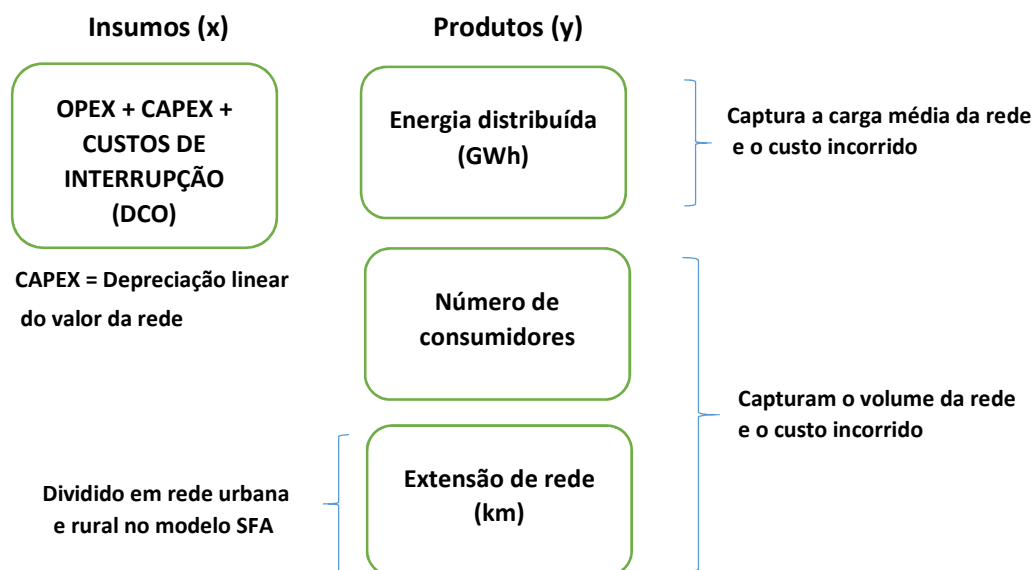 Insumos (x)
Produtos (y)
OPEX + CAPEX +
CUSTOS DE
INTERRUPÇÃO
(DCO)
CAPEX = Depreciação linear
do valor da rede
Energia distribuída
(GWh)
Captura a carga média da rede
e o custo incorrido
Número de
consumidores
Capturam o volume da rede
e o custo incorrido
Dividido em rede urbana
e rural no modelo SFA
Extensão de rede
(km)